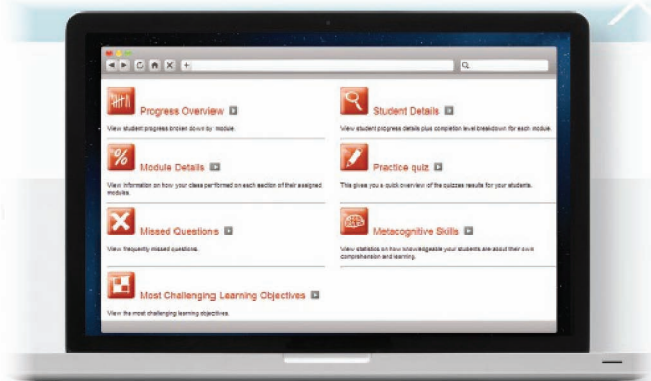 Progress Overview
View student progress broken down by module.
Student Details
View student progress details plus completion level breakdown for each module.
%
Module Details
View information on how your class performed on each section of their assigned
modules.
Practice quiz
This gives you a quick overview of the quizzes results for your students.
Missed Questions
View frequently missed questions.
Metacognitive Skills
View statistics on how knowledgeable your students are about their own
comprehension and learning.
Most Challenging Learning Objectives
View the most challenging learning objectives.